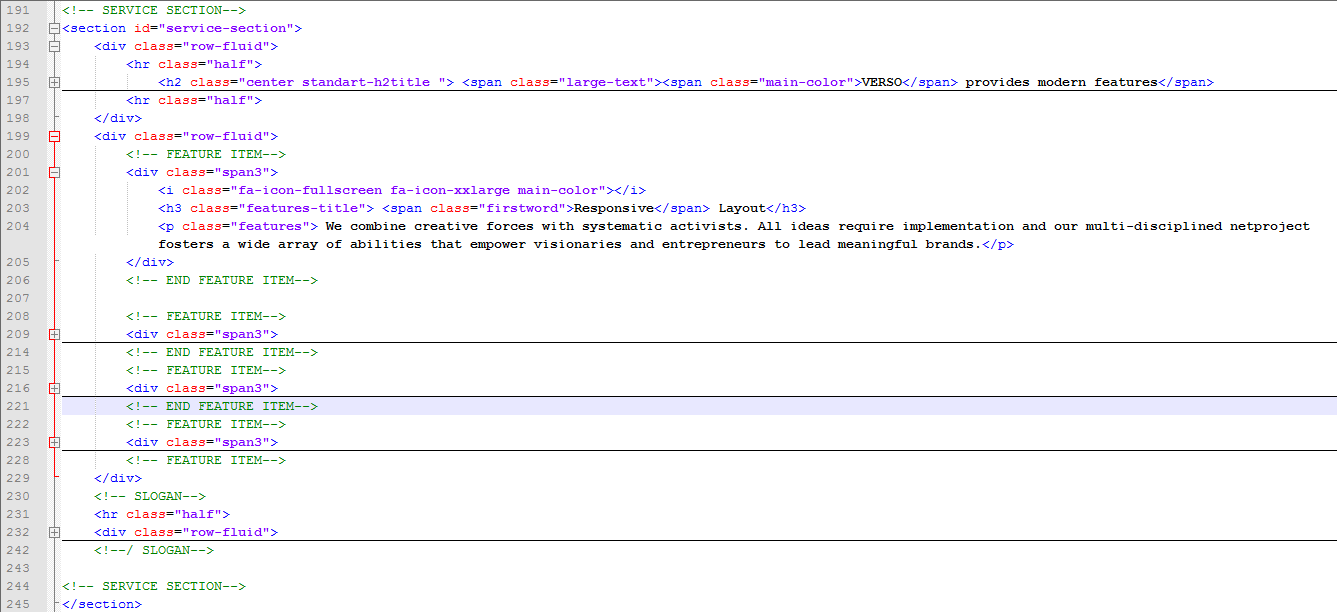 191 <!-- SERVICE SECTION-->
192 <section id="service-section">
193 <div class="row-fluid">
194 <hr class="half">
195 <h2 class="center standart-h2title "> <span class="large-text"><span class="main-color">VERSO</span> provides modern features</span>
197 <hr class="half">
198 </div>
199 <div class="row-fluid">
200 <!-- FEATURE ITEM-->
201 <div class="span3">
202 <i class="fa-icon-fullscreen fa-icon-xxlarge main-color"></i>
203 <h3 class="features-title"> <span class="firstword">Responsive</span> Layout</h3>
204 <p class="features"> We combine creative forces with systematic activists. All ideas require implementation and our multi-disciplined netproject
fosters a wide array of abilities that empower visionaries and entrepreneurs to lead meaningful brands.</p>
205 </div>
206 <!-- END FEATURE ITEM-->
207
208 <!-- FEATURE ITEM-->
209 <div class="span3">
214 <!-- END FEATURE ITEM-->
215 <!-- FEATURE ITEM-->
216 <div class="span3">
221 <!-- END FEATURE ITEM-->
222 <!-- FEATURE ITEM-->
223 <div class="span3">
228 <!-- FEATURE ITEM-->
229 </div>
230 <!-- SLOGAN-->
231 <hr class="half">
232 <div class="row-fluid">
242 <!--/ SLOGAN-->
243
244 <!-- SERVICE SECTION-->
245 </section>